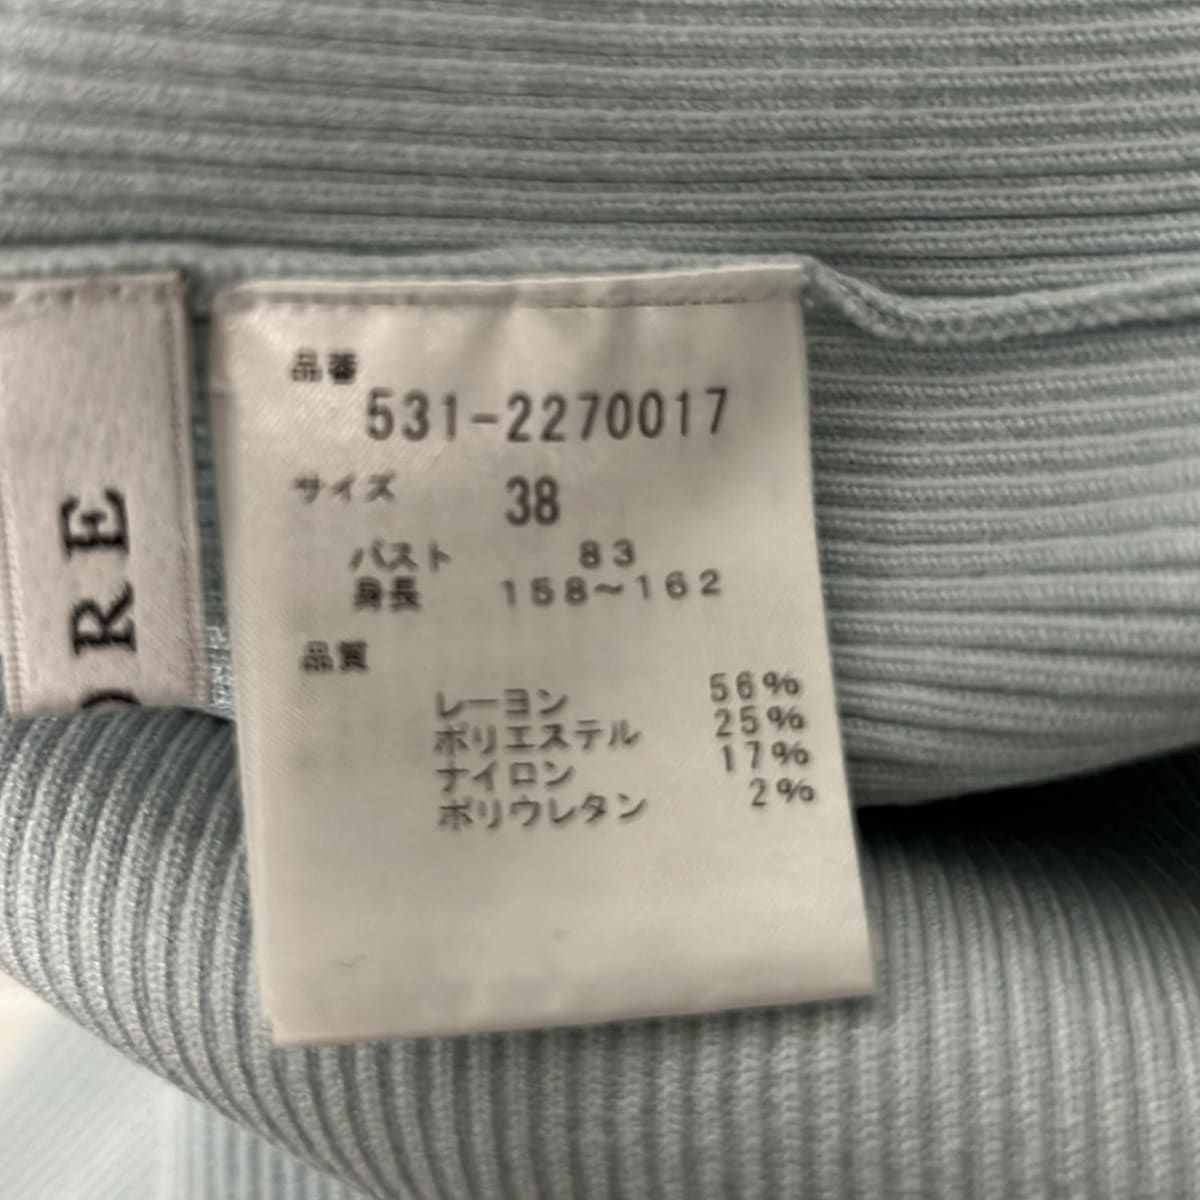 品番
531-2270017
サイズ 38
バスト 83
身長 158~162
品質
レーヨン 56%
ポリエステル 25%
ナイロン 17%
ポリウレタン 2%
ORE